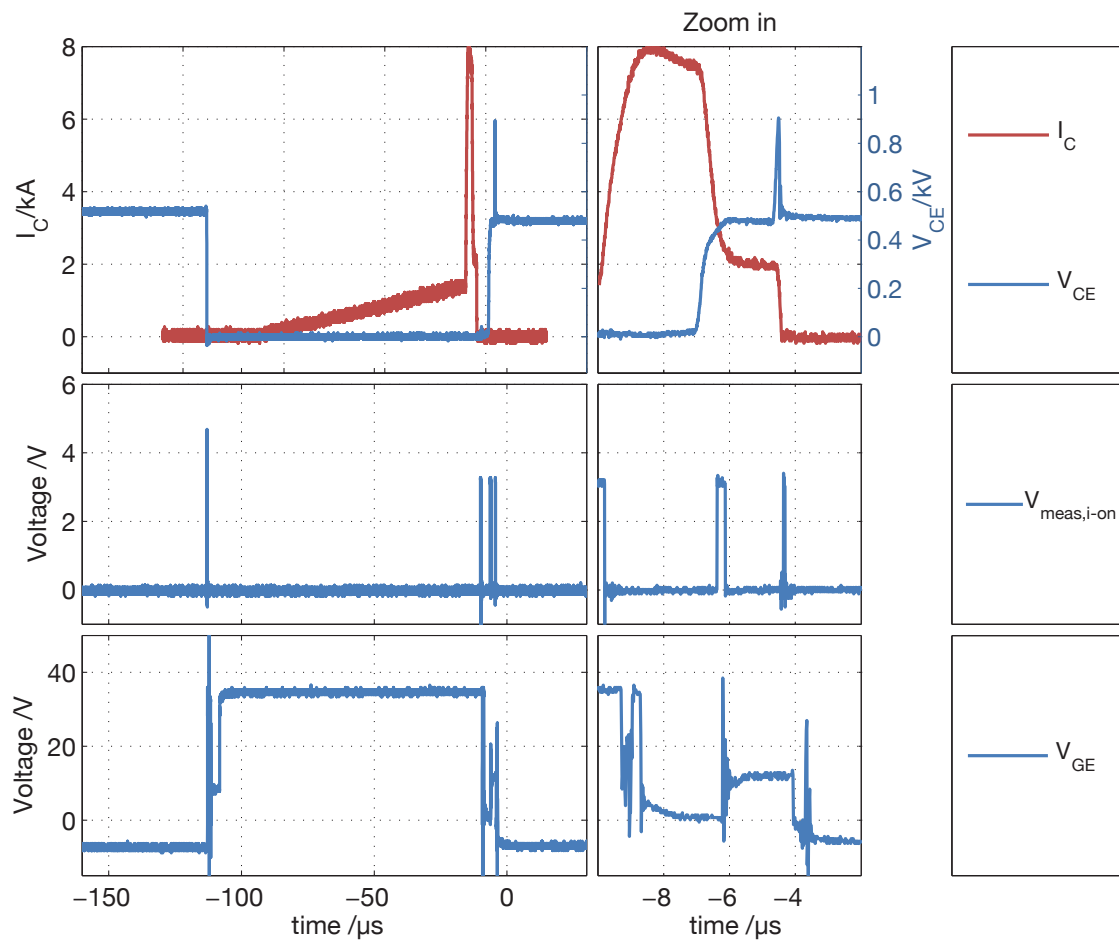 Zoom in
8
6
4
2
0
I_C/kA
1
0.8
0.6
0.4
0.2
0
V_CE/kV
I_C
V_CE
6
4
2
0
Voltage /V
V_meas,i-on
40
20
0
Voltage /V
V_GE
−150 −100 −50 0
−8 −6 −4
time /μs
time /μs